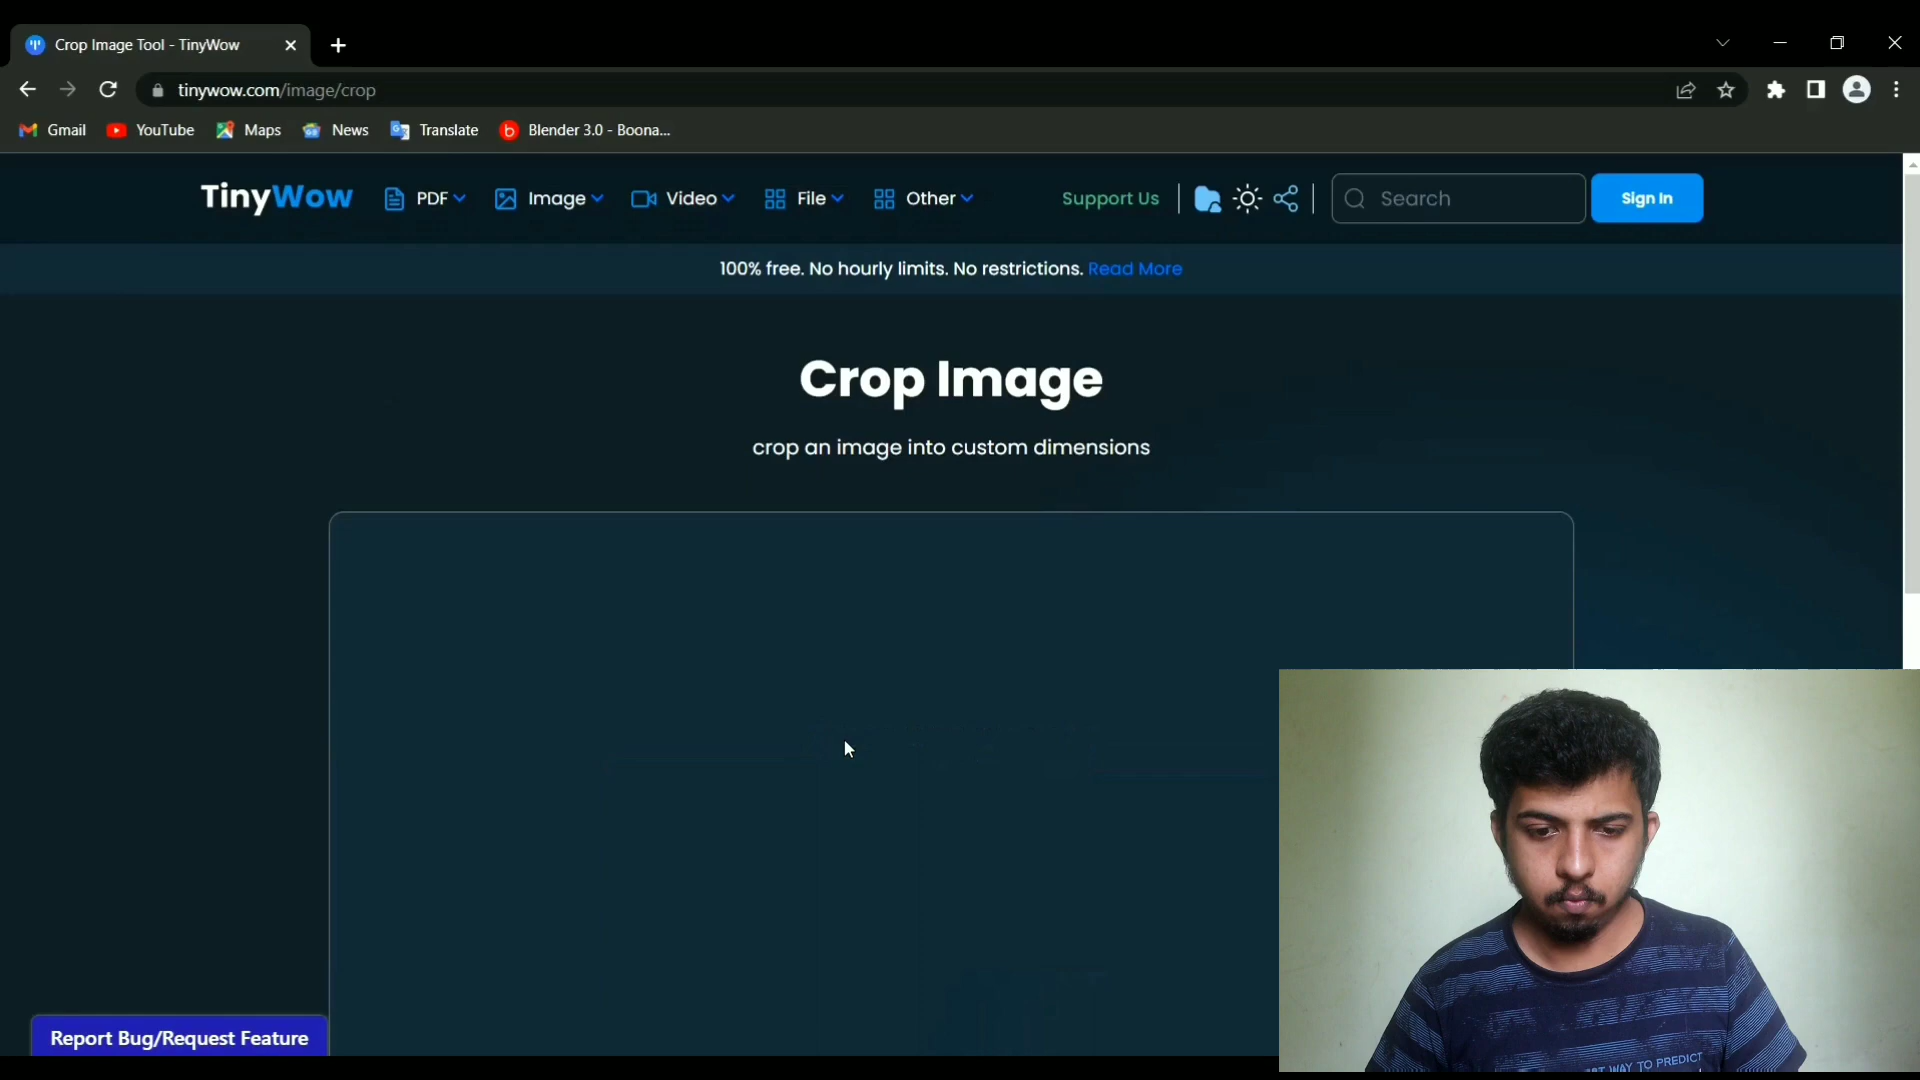 Crop Image Tool - TinyWow
tinywow.com/image/crop
Gmail YouTube Maps News Translate Blender 3.0 - Boona...
TinyWow PDF Image Video File Other Support Us Search Sign In
100% free. No hourly limits. No restrictions. Read More
Crop Image
crop an image into custom dimensions
Report Bug/Request Feature
WAY TO PREDICT